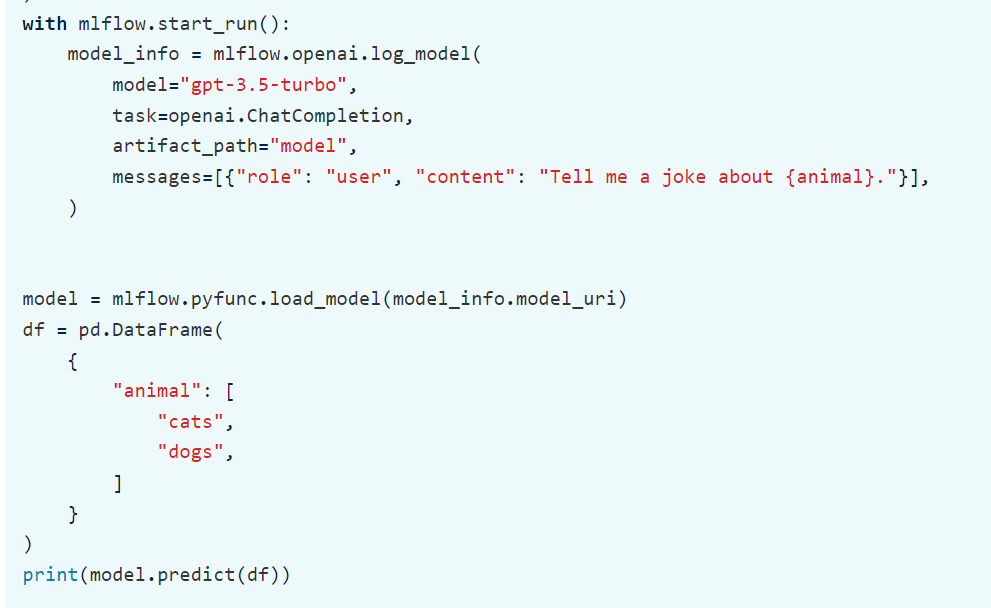 with mlflow.start_run():
    model_info = mlflow.openai.log_model(
        model="gpt-3.5-turbo",
        task=openai.ChatCompletion,
        artifact_path="model",
        messages=[{"role": "user", "content": "Tell me a joke about {animal}."}],
    )
model = mlflow.pyfunc.load_model(model_info.model_uri)
df = pd.DataFrame(
    {
        "animal": [
            "cats",
            "dogs",
        ]
    }
)
print(model.predict(df))